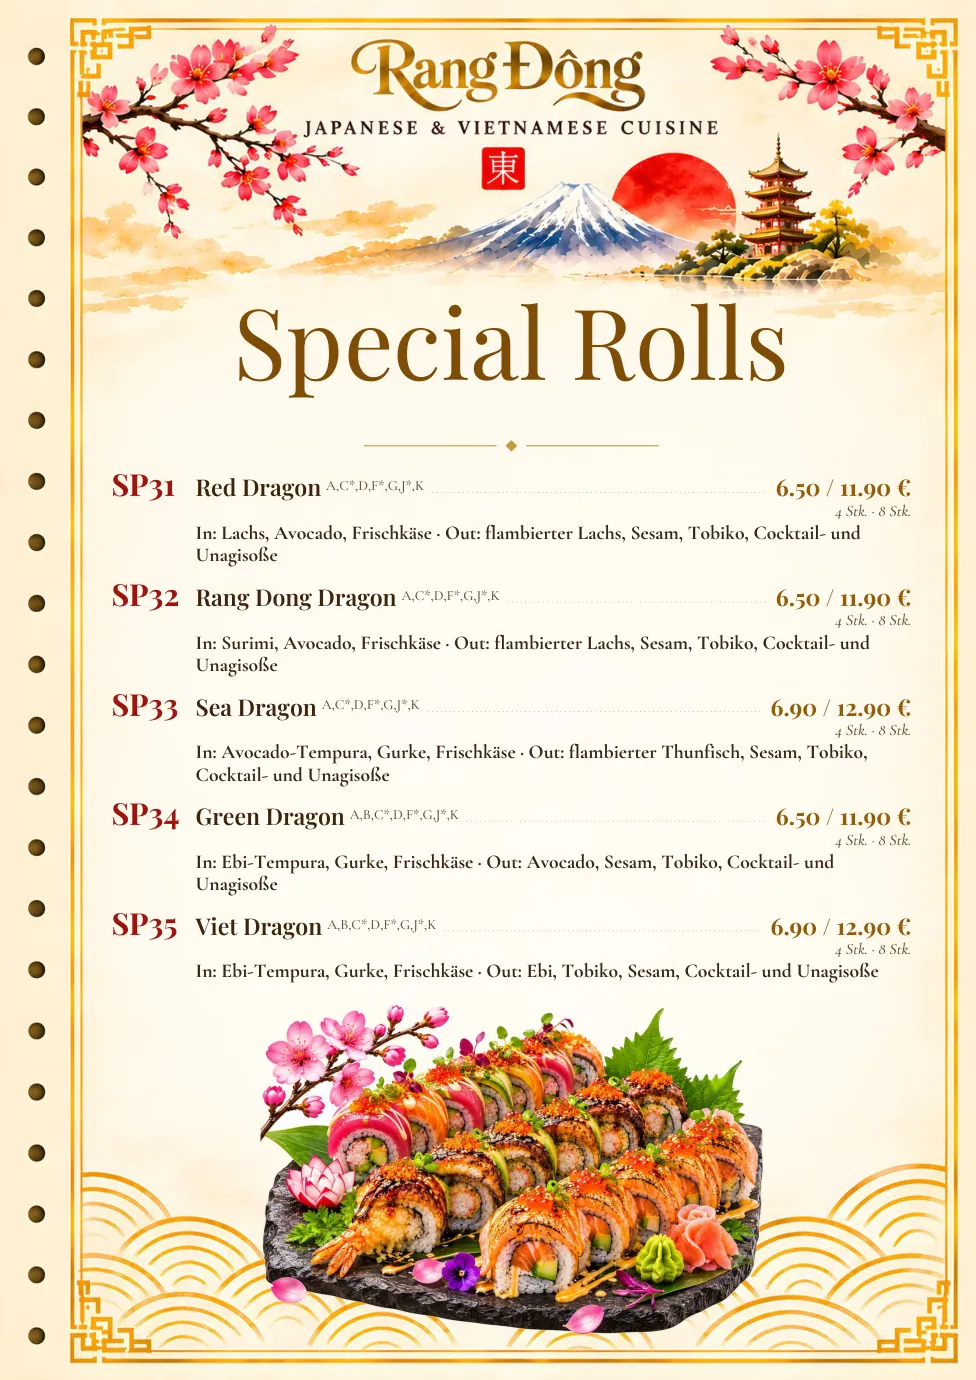 Rang Đông
JAPANESE & VIETNAMESE CUISINE
東
Special Rolls
SP31 Red Dragon A,C*,D,F*,G,J*,K 6.50 / 11.90 €
4 Stk. · 8 Stk.
In: Lachs, Avocado, Frischkäse · Out: flambierter Lachs, Sesam, Tobiko, Cocktail- und
Unagisoße
SP32 Rang Dong Dragon A,C*,D,F*,G,J*,K 6.50 / 11.90 €
4 Stk. · 8 Stk.
In: Surimi, Avocado, Frischkäse · Out: flambierter Lachs, Sesam, Tobiko, Cocktail- und
Unagisoße
SP33 Sea Dragon A,C*,D,F*,G,J*,K 6.90 / 12.90 €
4 Stk. · 8 Stk.
In: Avocado-Tempura, Gurke, Frischkäse · Out: flambierter Thunfisch, Sesam, Tobiko,
Cocktail- und Unagisoße
SP34 Green Dragon A,B,C*,D,F*,G,J*,K 6.50 / 11.90 €
4 Stk. · 8 Stk.
In: Ebi-Tempura, Gurke, Frischkäse · Out: Avocado, Sesam, Tobiko, Cocktail- und
Unagisoße
SP35 Viet Dragon A,B,C*,D,F*,G,J*,K 6.90 / 12.90 €
4 Stk. · 8 Stk.
In: Ebi-Tempura, Gurke, Frischkäse · Out: Ebi, Tobiko, Sesam, Cocktail- und Unagisoße